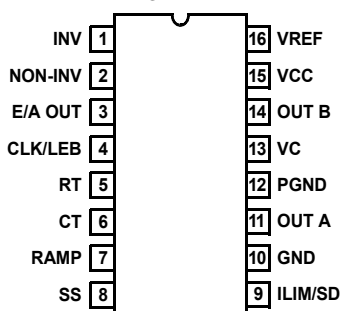 INV 1 16 VREF
NON-INV 2 15 VCC
E/A OUT 3 14 OUT B
CLK/LEB 4 13 VC
RT 5 12 PGND
CT 6 11 OUT A
RAMP 7 10 GND
SS 8 9 ILIM/SD